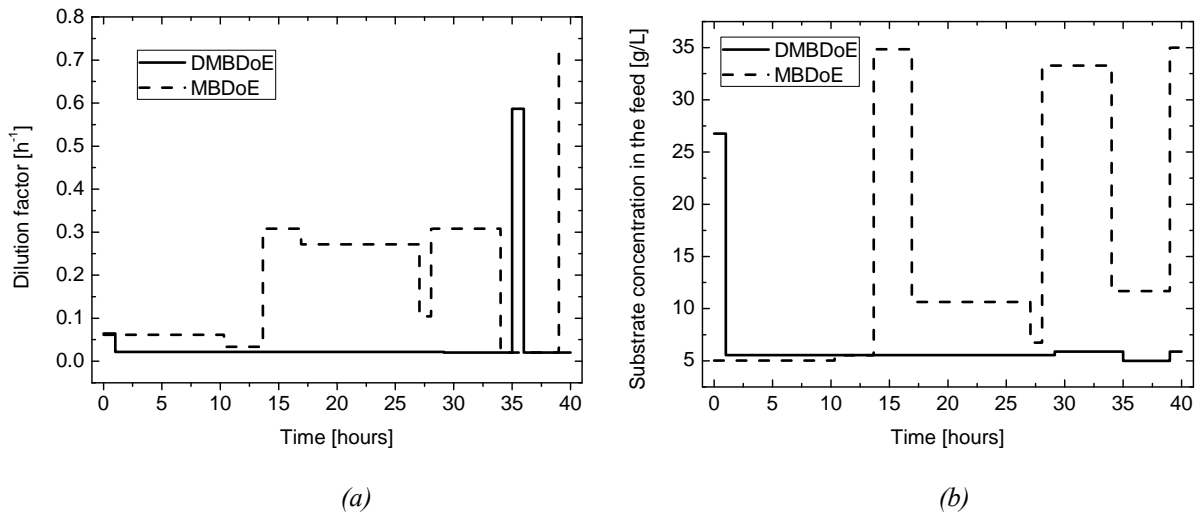 0.8
0.7
0.6
0.5
0.4
0.3
0.2
0.1
0.0
Dilution factor [h⁻¹]
DMBDoE
MBDoE
0 5 10 15 20 25 30 35 40
Time [hours]
(a)
35
30
25
20
15
10
5
Substrate concentration in the feed [g/L]
DMBDoE
MBDoE
0 5 10 15 20 25 30 35 40
Time [hours]
(b)